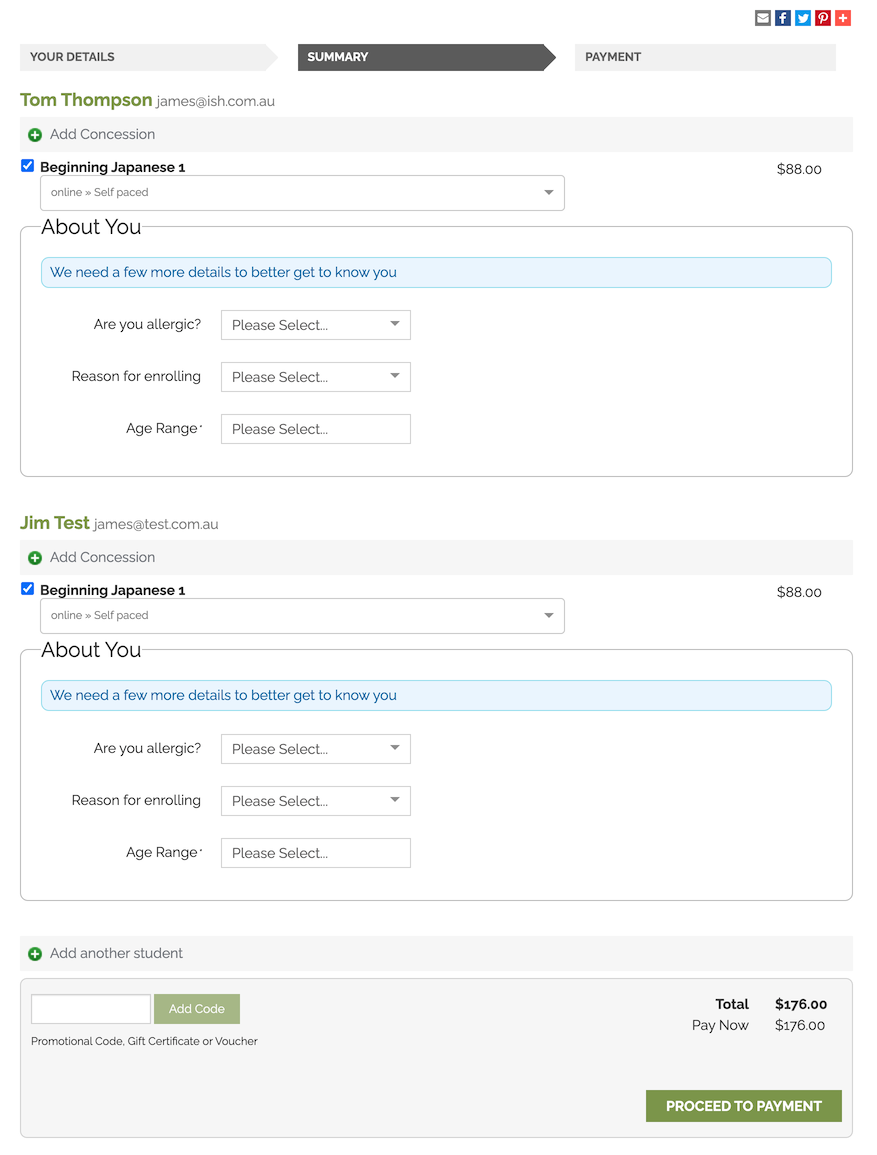 YOUR DETAILS SUMMARY PAYMENT
Tom Thompson james@ish.com.au
Add Concession
Beginning Japanese 1 $88.00
online » Self paced
About You
We need a few more details to better get to know you
Are you allergic? Please Select...
Reason for enrolling Please Select...
Age Range* Please Select...
Jim Test james@test.com.au
Add Concession
Beginning Japanese 1 $88.00
online » Self paced
About You
We need a few more details to better get to know you
Are you allergic? Please Select...
Reason for enrolling Please Select...
Age Range* Please Select...
Add another student
Add Code Total $176.00
Pay Now $176.00
Promotional Code, Gift Certificate or Voucher
PROCEED TO PAYMENT